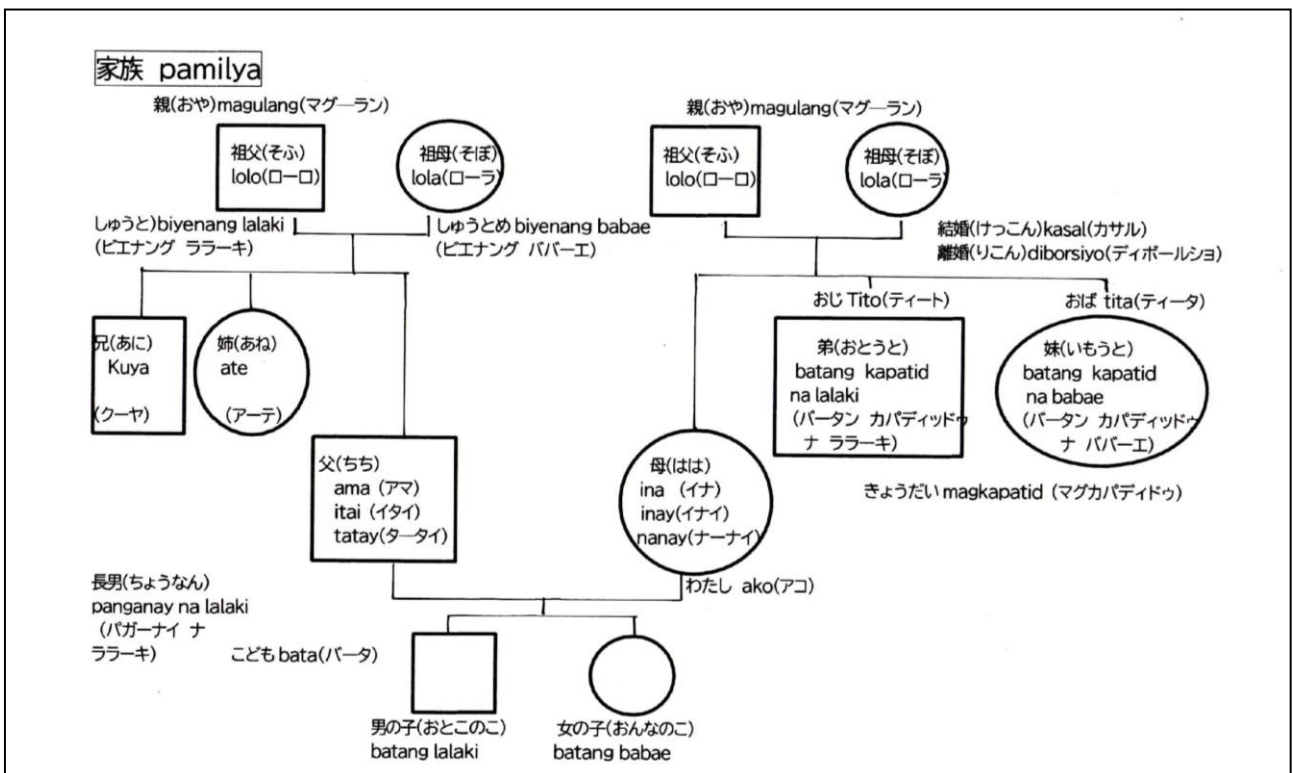 家族 pamilya
親(おや)magulang(マグ―ラン)
親(おや)magulang(マグ―ラン)
祖父(そふ)
lolo(ローロ)
祖母(そぼ)
lola(ローラ)
祖父(そふ)
lolo(ローロ)
祖母(そぼ)
lola(ローラ)
しゅうと)biyenang lalaki
(ビエナング ララーキ)
しゅうとめ biyenang babae
(ビエナング ババーエ)
結婚(けっこん)kasal(カサル)
離婚(りこん)diborsiyo(ディボールショ)
おじ Tito(ティート)
おば tita(ティータ)
兄(あに)
Kuya
(クーヤ)
姉(あね)
ate
(アーテ)
弟(おとうと)
batang kapatid
na lalaki
(バータン カパディッドゥ
ナ ララーキ)
妹(いもうと)
batang kapatid
na babae
(バータン カパディッドゥ
ナ ババーエ)
父(ちち)
ama (アマ)
itai (イタイ)
tatay(タ―タイ)
母(はは)
ina (イナ)
inay(イナイ)
nanay(ナーナイ)
きょうだい magkapatid (マグカパディドゥ)
わたし ako(アコ)
長男(ちょうなん)
panganay na lalaki
(パガーナイ ナ
ララーキ)
こども bata(バータ)
男の子(おとこのこ)
batang lalaki
女の子(おんなのこ)
batang babae